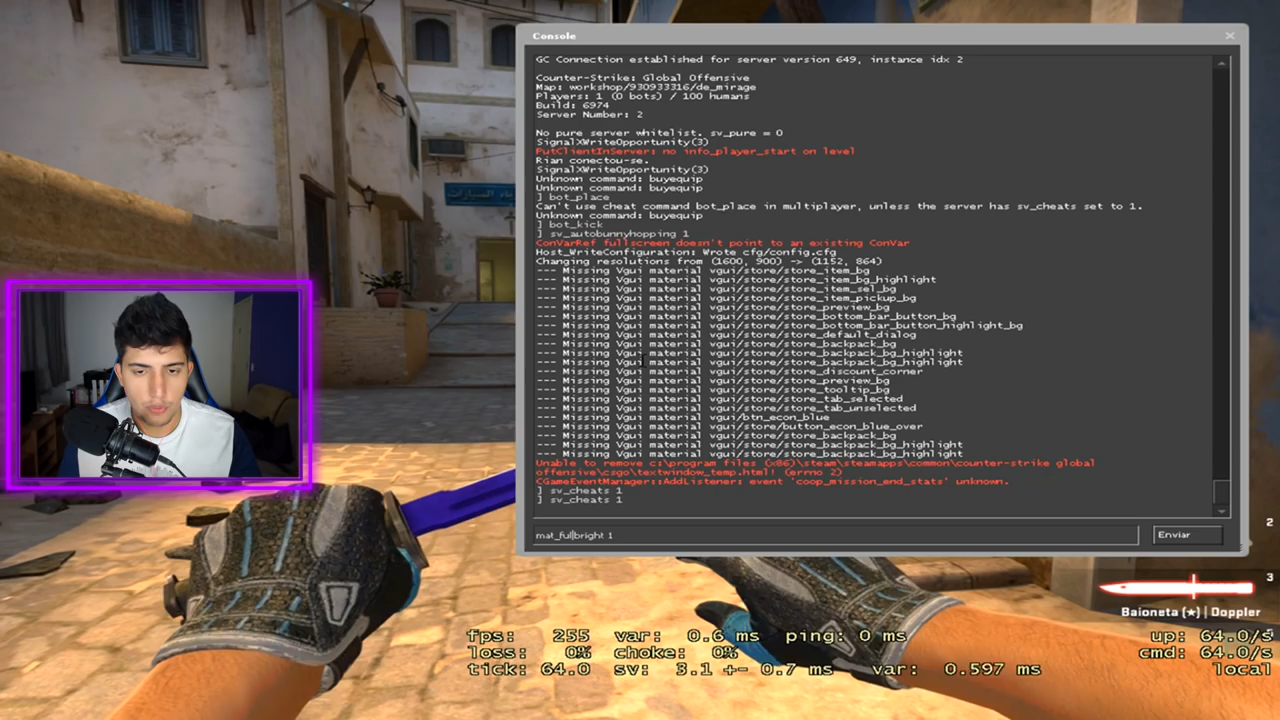 Console
GC Connection established for server version 649, instance idx 2
Counter-Strike: Global Offensive
Map: workshop/930933316/de_mirage
Players: 1 (0 bots) / 100 humans
Build: 6974
Server Number: 2
No pure server whitelist. sv_pure = 0
SignalXWriteOpportunity(3)
PutClientInServer: no info_player_start on level
Rian conectou-se.
SignalXWriteOpportunity(3)
Unknown command: buyequip
Unknown command: buyequip
] bot_place
Can't use cheat command bot_place in multiplayer, unless the server has sv_cheats set to 1.
Unknown command: buyequip
] bot_kick
] sv_autobunnyhopping 1
ConVarRef fullscreen doesn't point to an existing ConVar
Host_WriteConfiguration: Wrote cfg/config.cfg
Changing resolutions from (1600, 900) -> (1152, 864)
--- Missing Vgui material vgui/store/store_item_bg
--- Missing Vgui material vgui/store/store_item_bg_highlight
--- Missing Vgui material vgui/store/store_item_sel_bg
--- Missing Vgui material vgui/store/store_item_pickup_bg
--- Missing Vgui material vgui/store/store_preview_bg
--- Missing Vgui material vgui/store/store_bottom_bar_button_bg
--- Missing Vgui material vgui/store/store_bottom_bar_button_highlight_bg
--- Missing Vgui material vgui/store/store_default_dialog
--- Missing Vgui material vgui/store/store_backpack_bg
--- Missing Vgui material vgui/store/store_backpack_bg_highlight
--- Missing Vgui material vgui/store/store_backpack_bg_highlight
--- Missing Vgui material vgui/store/store_discount_corner
--- Missing Vgui material vgui/store/store_preview_bg
--- Missing Vgui material vgui/store/store_tooltip_bg
--- Missing Vgui material vgui/store/store_tab_selected
--- Missing Vgui material vgui/store/store_tab_unselected
--- Missing Vgui material vgui/btn_econ_blue
--- Missing Vgui material vgui/store/button_econ_blue_over
--- Missing Vgui material vgui/store/store_backpack_bg
--- Missing Vgui material vgui/store/store_backpack_bg_highlight
--- Missing Vgui material vgui/store/store_backpack_bg_highlight
Unable to remove c:\program files (x86)\steam\steamapps\common\counter-strike global
offensive\csgo\textwindow_temp.html! (errno 2)
CGameEventManager::AddListener: event 'coop_mission_end_stats' unknown.
] sv_cheats 1
] sv_cheats 1
mat_fullbright 1
Enviar
2
3
Baioneta (★) | Doppler
fps: 255 var: 0.6 ms ping: 0 ms
loss: 0% choke: 0%
tick: 64.0 sv: 3.1 +- 0.7 ms var: 0.597 ms
up: 64.0/s
cmd: 64.0/s
local